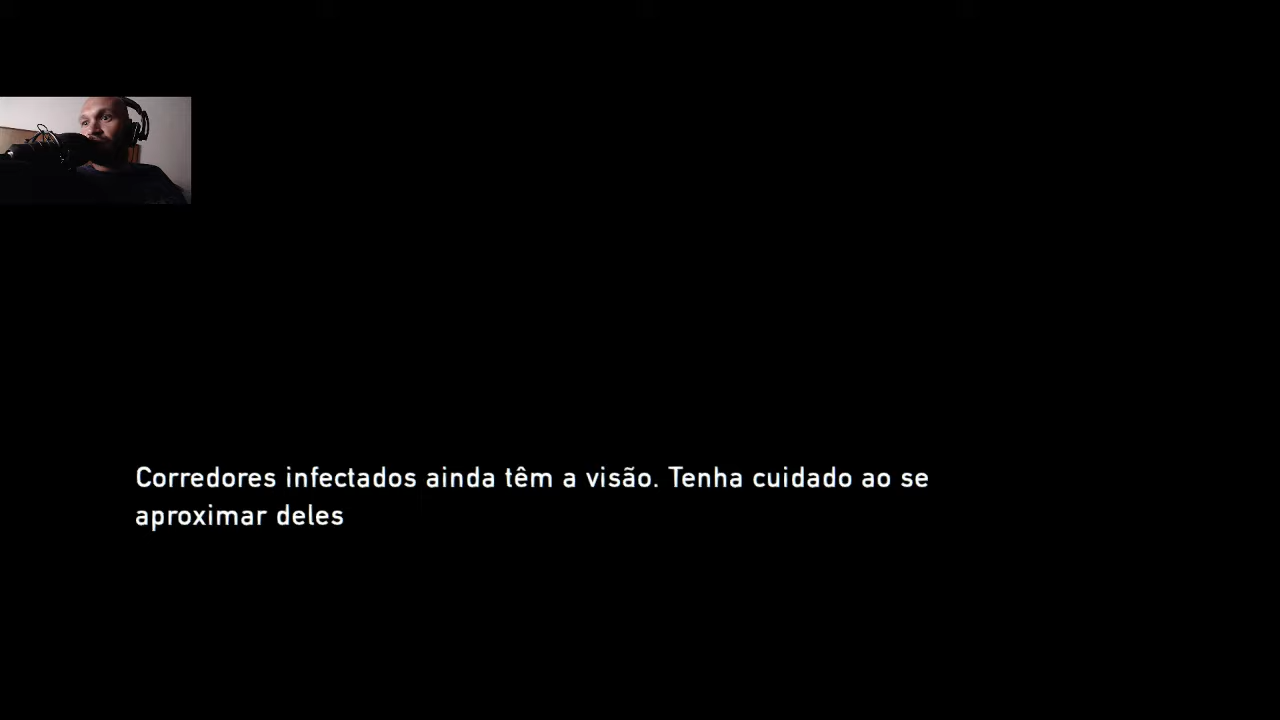 Corredores infectados ainda têm a visão. Tenha cuidado ao se
aproximar deles